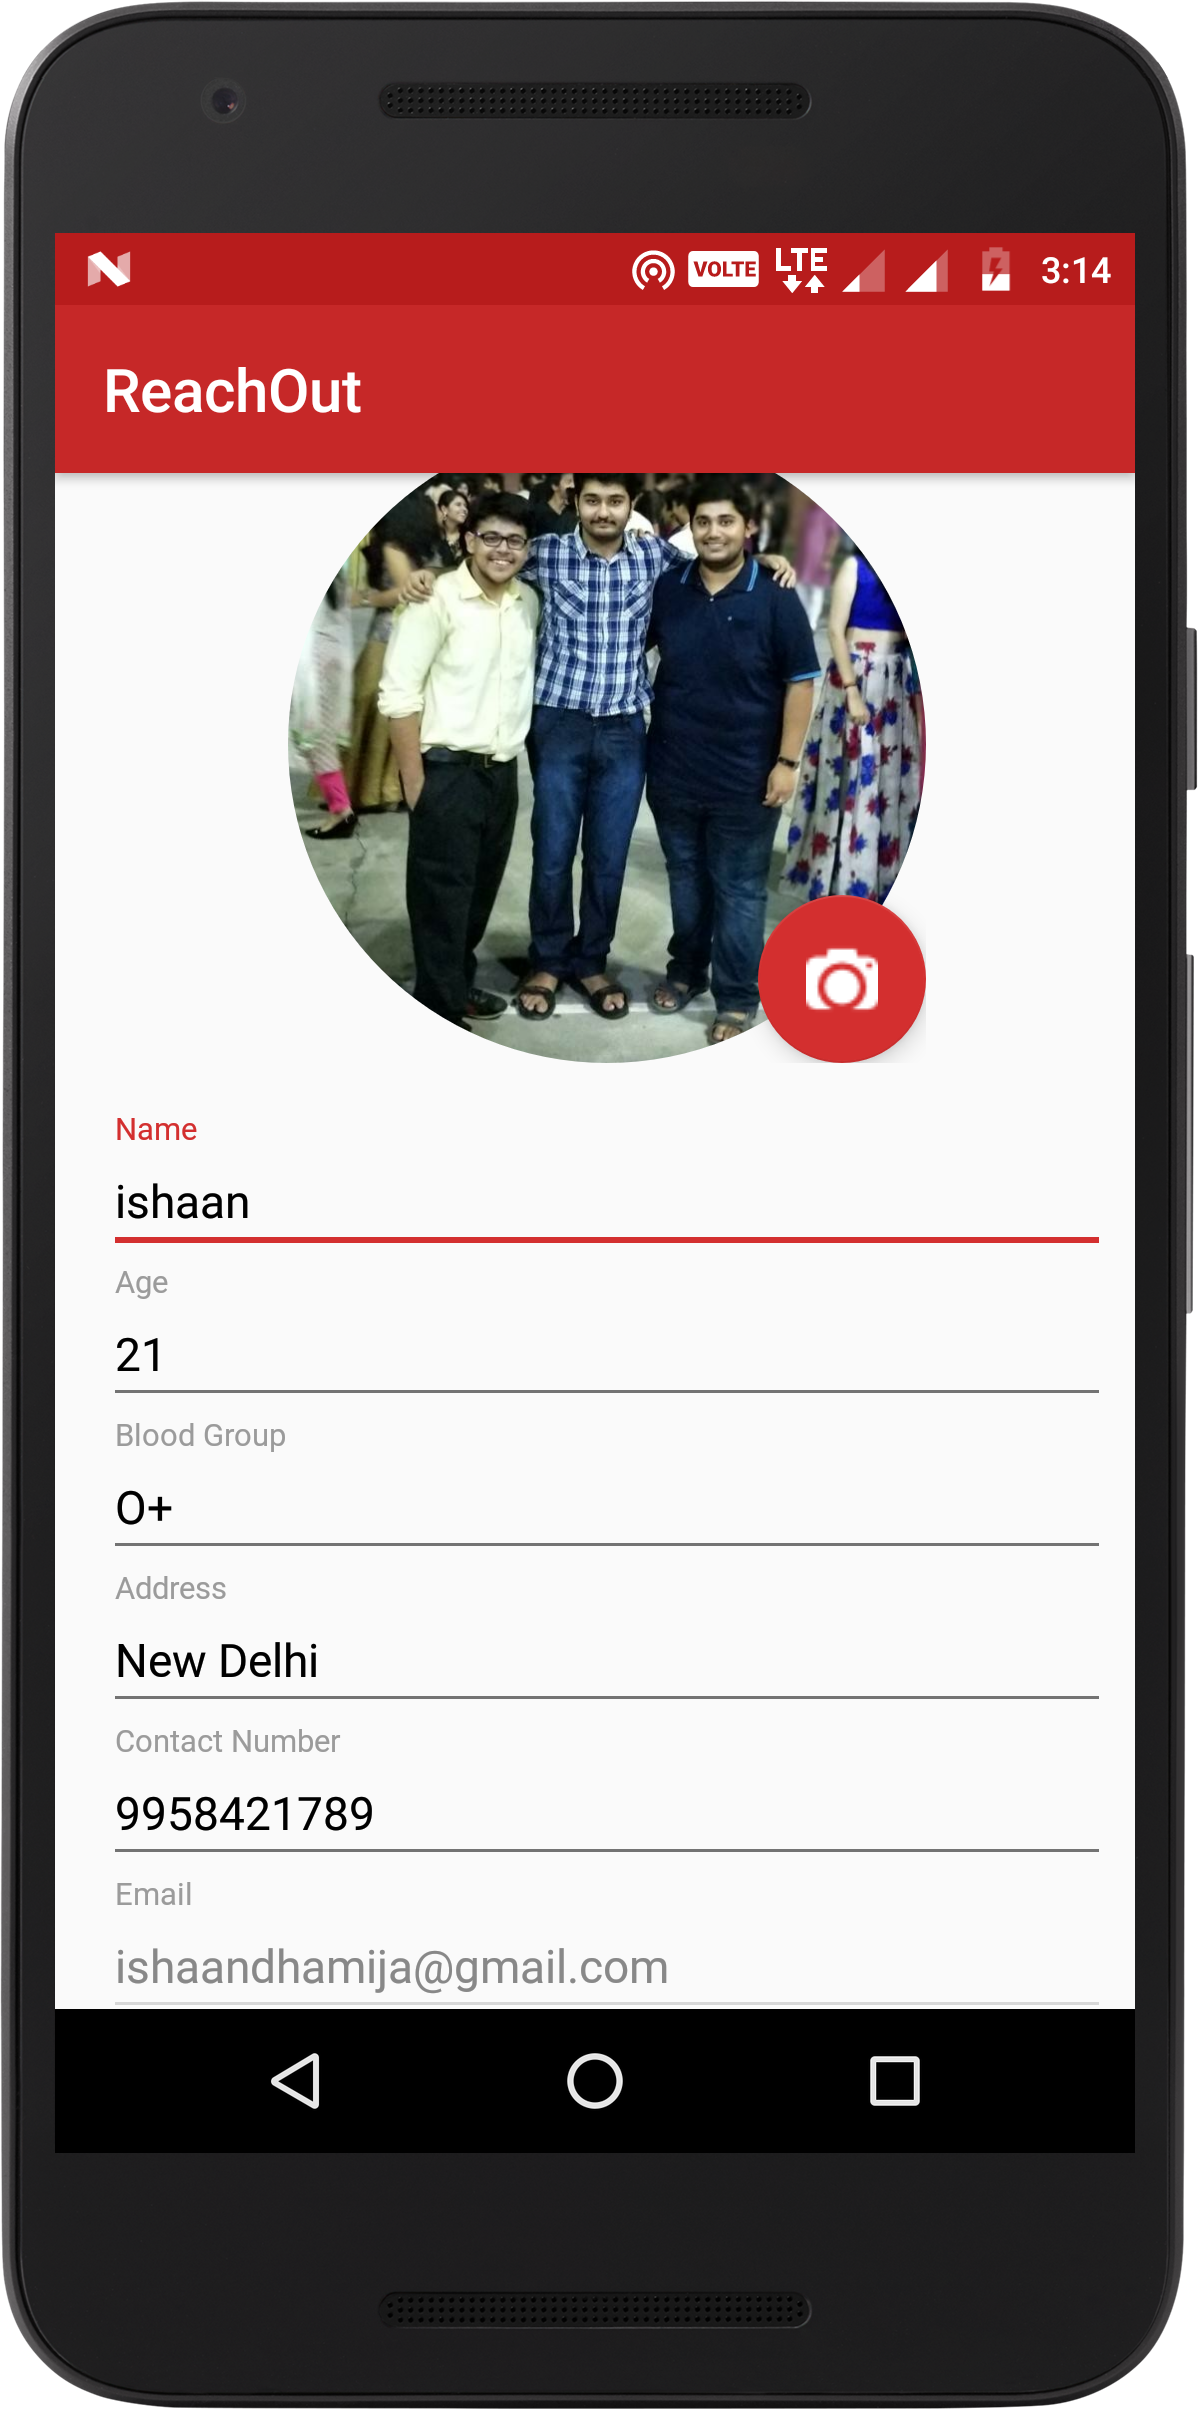 VOLTE LTE 3:14
ReachOut
Name
ishaan
Age
21
Blood Group
O+
Address
New Delhi
Contact Number
9958421789
Email
ishaandhamija@gmail.com